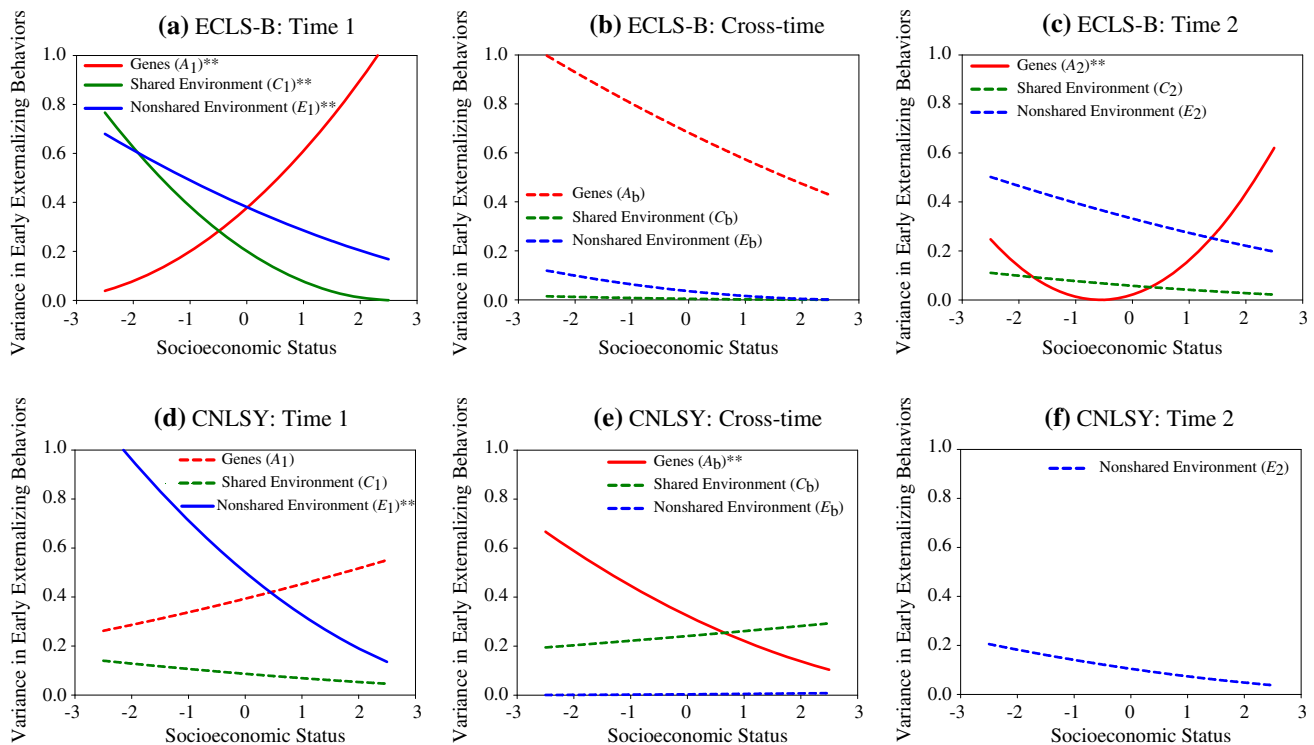 (a) ECLS-B: Time 1
Variance in Early Externalizing Behaviors
1.0
0.8
0.6
0.4
0.2
0.0
Genes (A1)**
Shared Environment (C1)**
Nonshared Environment (E1)**
-3 -2 -1 0 1 2 3
Socioeconomic Status
(b) ECLS-B: Cross-time
Variance in Early Externalizing Behaviors
1.0
0.8
0.6
0.4
0.2
0.0
Genes (Ab)
Shared Environment (Cb)
Nonshared Environment (Eb)
-3 -2 -1 0 1 2 3
Socioeconomic Status
(c) ECLS-B: Time 2
Variance in Early Externalizing Behaviors
1.0
0.8
0.6
0.4
0.2
0.0
Genes (A2)**
Shared Environment (C2)
Nonshared Environment (E2)
-3 -2 -1 0 1 2 3
Socioeconomic Status
(d) CNLSY: Time 1
Variance in Early Externalizing Behaviors
1.0
0.8
0.6
0.4
0.2
0.0
Genes (A1)
Shared Environment (C1)
Nonshared Environment (E1)**
-3 -2 -1 0 1 2 3
Socioeconomic Status
(e) CNLSY: Cross-time
Variance in Early Externalizing Behaviors
1.0
0.8
0.6
0.4
0.2
0.0
Genes (Ab)**
Shared Environment (Cb)
Nonshared Environment (Eb)
-3 -2 -1 0 1 2 3
Socioeconomic Status
(f) CNLSY: Time 2
Variance in Early Externalizing Behaviors
1.0
0.8
0.6
0.4
0.2
0.0
Nonshared Environment (E2)
-3 -2 -1 0 1 2 3
Socioeconomic Status